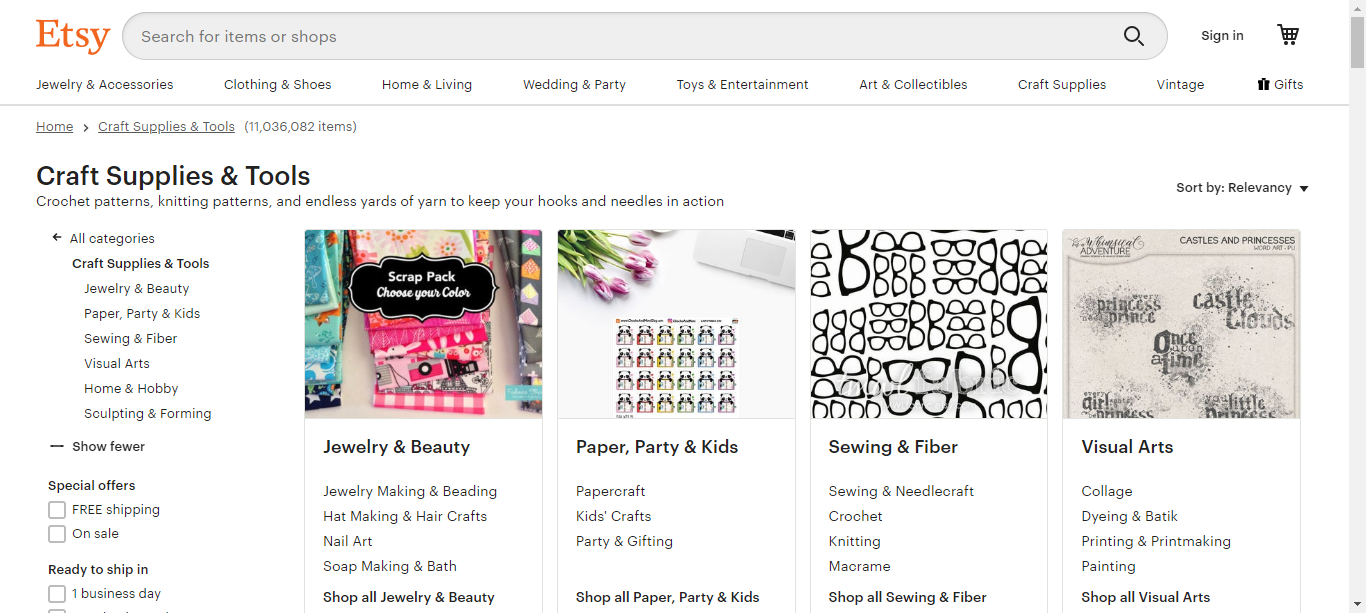 Etsy
Search for items or shops
Sign in
Jewelry & Accessories
Clothing & Shoes
Home & Living
Wedding & Party
Toys & Entertainment
Art & Collectibles
Craft Supplies
Vintage
Gifts
Home
Craft Supplies & Tools
(11,036,082 items)
Craft Supplies & Tools
Crochet patterns, knitting patterns, and endless yards of yarn to keep your hooks and needles in action
Sort by: Relevancy
All categories
Craft Supplies & Tools
Jewelry & Beauty
Paper, Party & Kids
Sewing & Fiber
Visual Arts
Home & Hobby
Sculpting & Forming
Show fewer
Special offers
FREE shipping
On sale
Ready to ship in
1 business day
Scrap Pack
Choose your Color
Jewelry & Beauty
Jewelry Making & Beading
Hat Making & Hair Crafts
Nail Art
Soap Making & Bath
Shop all Jewelry & Beauty
Paper, Party & Kids
Papercraft
Kids' Crafts
Party & Gifting
Shop all Paper, Party & Kids
Sewing & Fiber
Sewing & Needlecraft
Crochet
Knitting
Macrame
Shop all Sewing & Fiber
Whimsical
ADVENTURE
CASTLES AND PRINCESSES
WORD ART - PU
every
princess
needs a
prince
castle
in the
clouds
Once
upon a
time
every
girl is a
princess
you little
princess
Visual Arts
Collage
Dyeing & Batik
Printing & Printmaking
Painting
Shop all Visual Arts